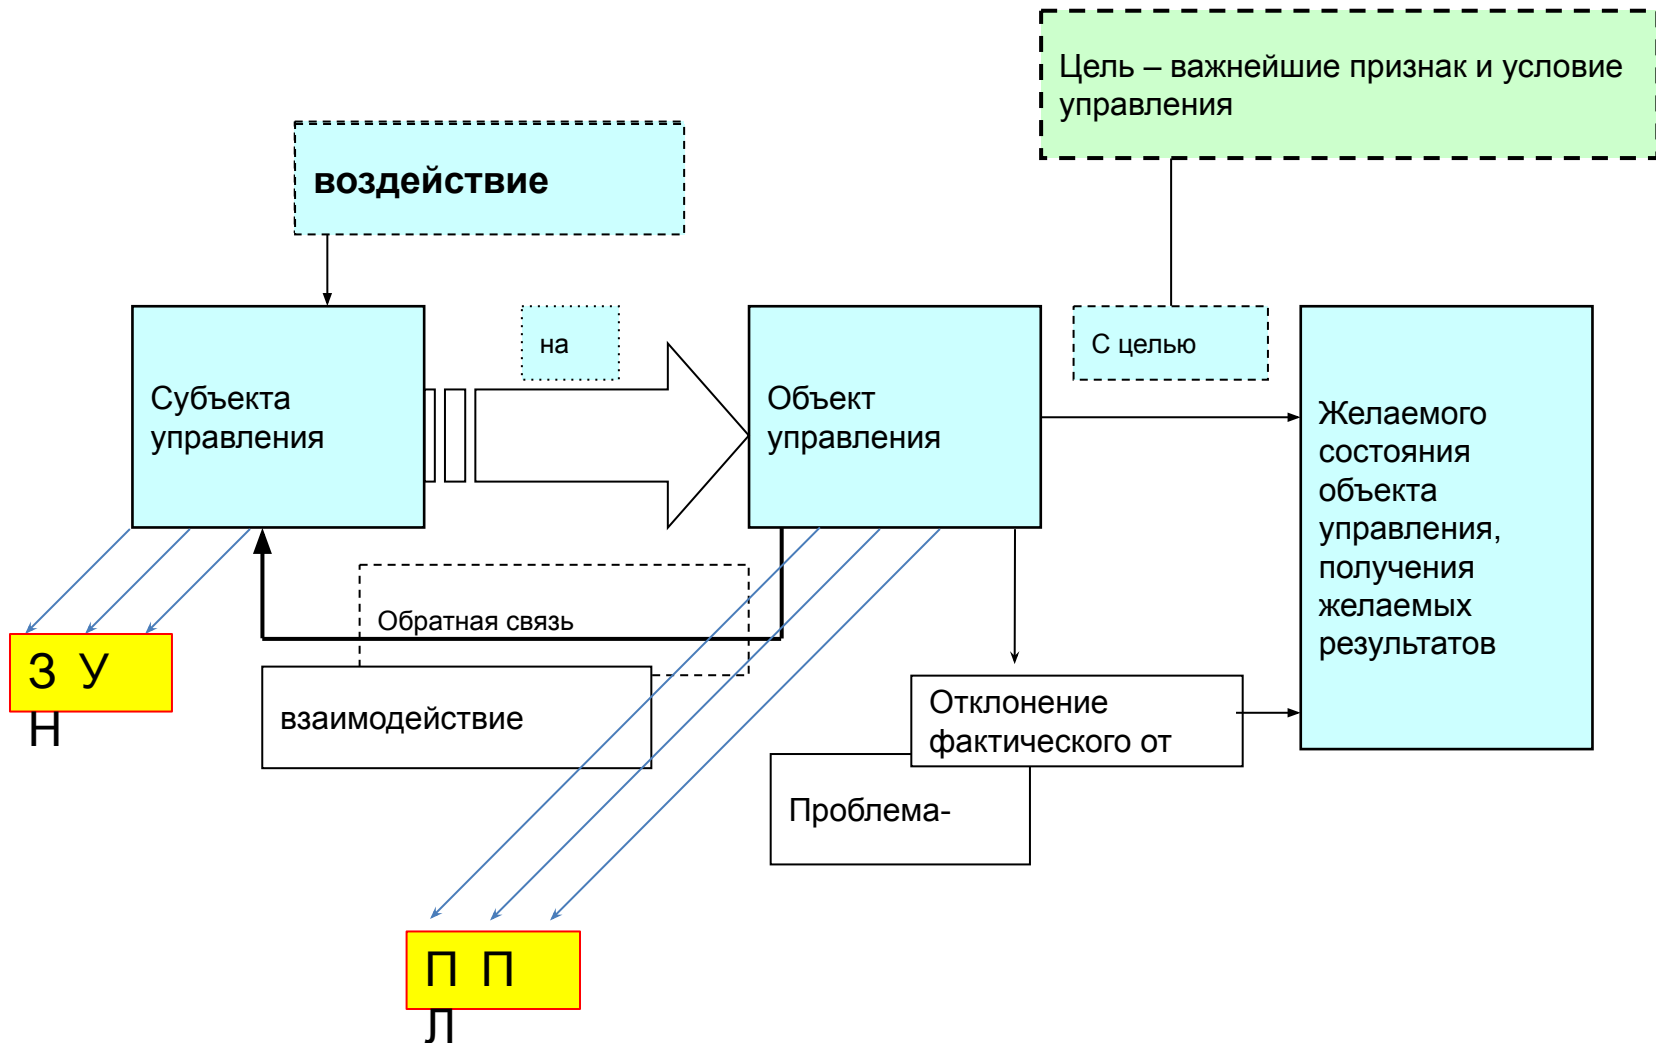 Цель – важнейшие признак и условие
управления
воздействие
на
С целью
Субъекта
управления
Объект
управления
Желаемого
состояния
объекта
управления,
получения
желаемых
результатов
Обратная связь
взаимодействие
З У
Н
Отклонение
фактического от
Проблема-
П П
Л